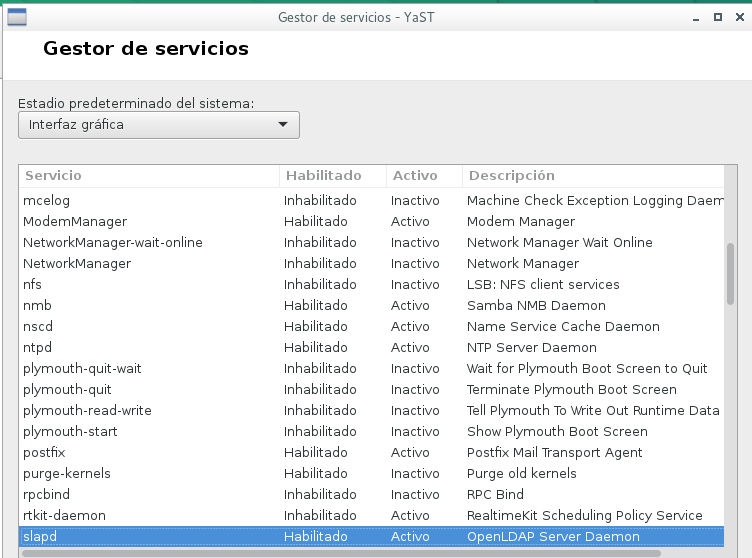 Gestor de servicios - YaST
Gestor de servicios
Estadio predeterminado del sistema:
Interfaz gráfica
Servicio Habilitado Activo Descripción
mcelog Inhabilitado Inactivo Machine Check Exception Logging Daem
ModemManager Habilitado Activo Modem Manager
NetworkManager-wait-online Inhabilitado Inactivo Network Manager Wait Online
NetworkManager Inhabilitado Inactivo Network Manager
nfs Inhabilitado Inactivo LSB: NFS client services
nmb Habilitado Activo Samba NMB Daemon
nscd Habilitado Activo Name Service Cache Daemon
ntpd Habilitado Activo NTP Server Daemon
plymouth-quit-wait Inhabilitado Inactivo Wait for Plymouth Boot Screen to Quit
plymouth-quit Inhabilitado Inactivo Terminate Plymouth Boot Screen
plymouth-read-write Inhabilitado Inactivo Tell Plymouth To Write Out Runtime Data
plymouth-start Inhabilitado Inactivo Show Plymouth Boot Screen
postfix Habilitado Activo Postfix Mail Transport Agent
purge-kernels Habilitado Inactivo Purge old kernels
rpcbind Inhabilitado Inactivo RPC Bind
rtkit-daemon Inhabilitado Activo RealtimeKit Scheduling Policy Service
slapd Habilitado Activo OpenLDAP Server Daemon